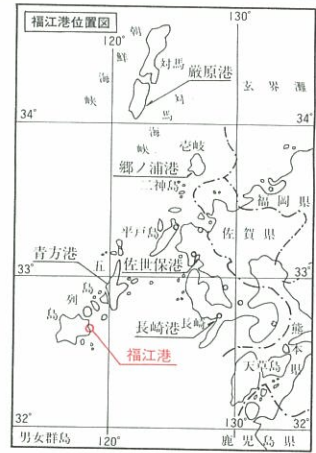 福江港位置図
130°
120°
朝
鮮
対
馬
海
峡
厳原港
玄界灘
対
馬
34°
34°
海
峡
壱岐
郷ノ浦港
二神島
福岡県
平戸島
佐賀県
青方港
五
佐世保港
33°
33°
島
列
島
長崎港
長崎
熊
本
県
福江港
天草島
32°
130°
32°
男女群島
120°
鹿児島県